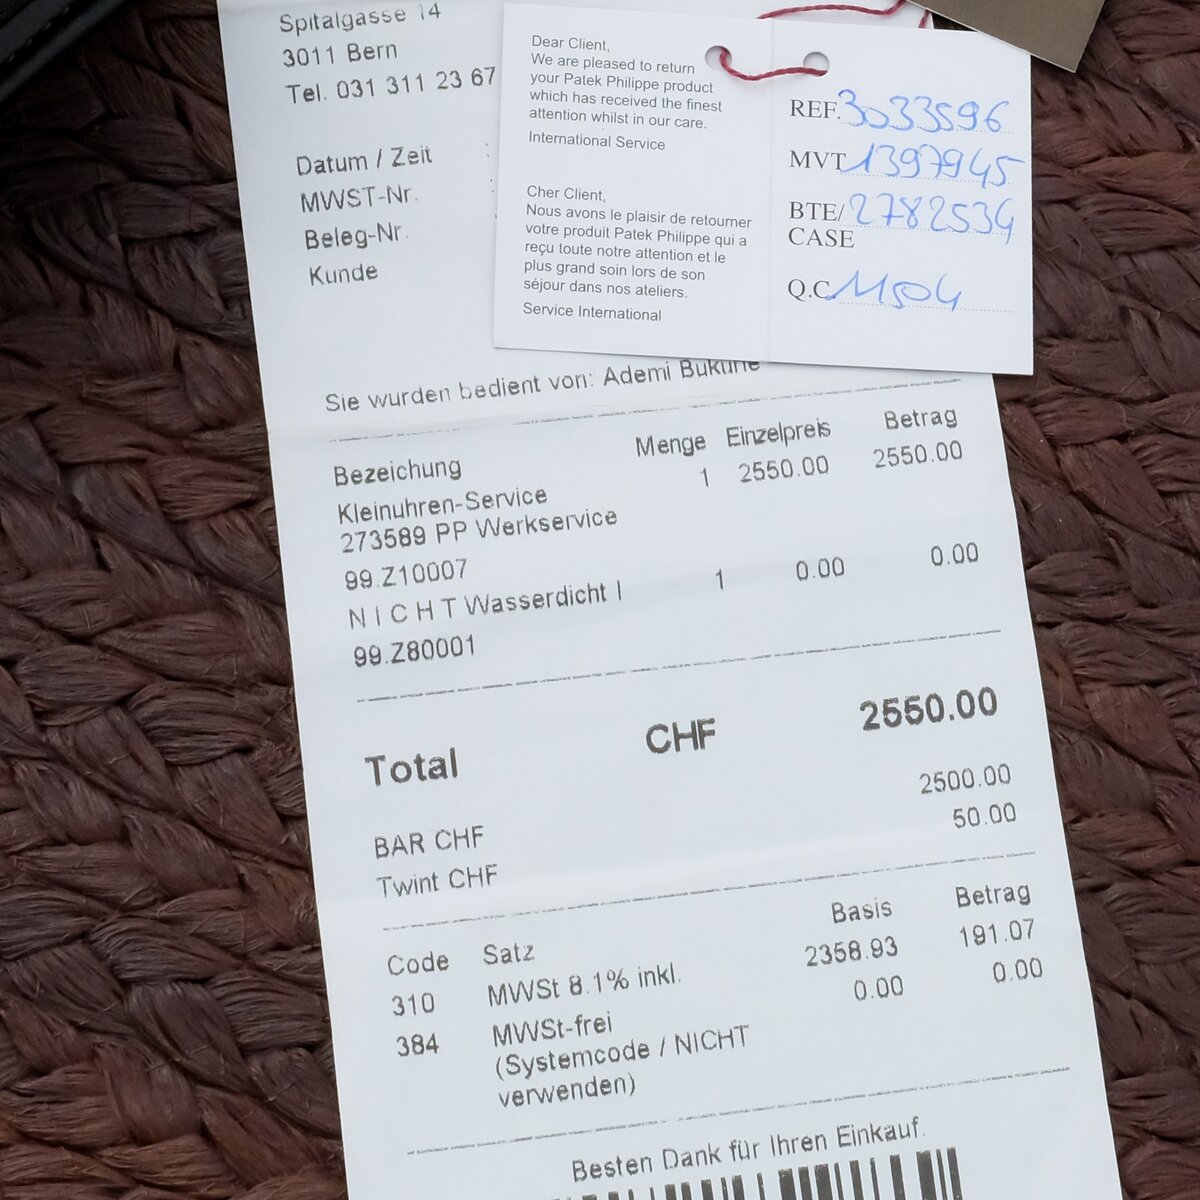 Spitalgasse 14
3011 Bern
Tel. 031 311 23 67
Datum / Zeit :
MWST-Nr. :
Beleg-Nr.
Kunde
Dear Client,
We are pleased to return
your Patek Philippe product
which has received the finest
attention whilst in our care.
International Service
Cher Client,
Nous avons le plaisir de retourner
votre produit Patek Philippe qui a
reçu toute notre attention et le
plus grand soin lors de son
séjour dans nos ateliers.
Service International
REF. 3033596
MVT 1397945
BTE/ 2782534
CASE
Q.C. 11504
Sie wurden bedient von: Ademi Bukurie
Bezeichung Menge Einzelpreis Betrag
Kleinuhren-Service 1 2550.00 2550.00
273589 PP Werkservice
99.Z10007
N I C H T Wasserdicht ! 1 0.00 0.00
99.Z80001
Total CHF 2550.00
BAR CHF 2500.00
Twint CHF 50.00
Code Satz Basis Betrag
310 MWSt 8.1% inkl. 2358.93 191.07
384 MWSt-frei 0.00 0.00
(Systemcode / NICHT
verwenden)
Besten Dank für Ihren Einkauf.